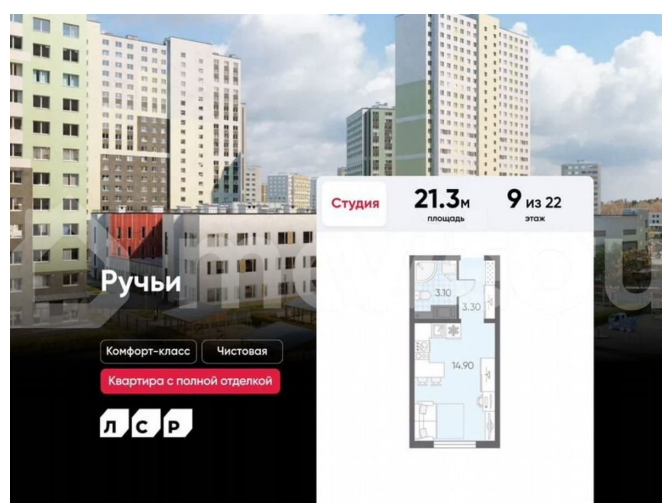 Студия
21.3м
площадь
9 из 22
этаж
Ручьи
3.10
3.30
14.90
Комфорт-класс
Чистовая
Квартира с полной отделкой
ЛСР